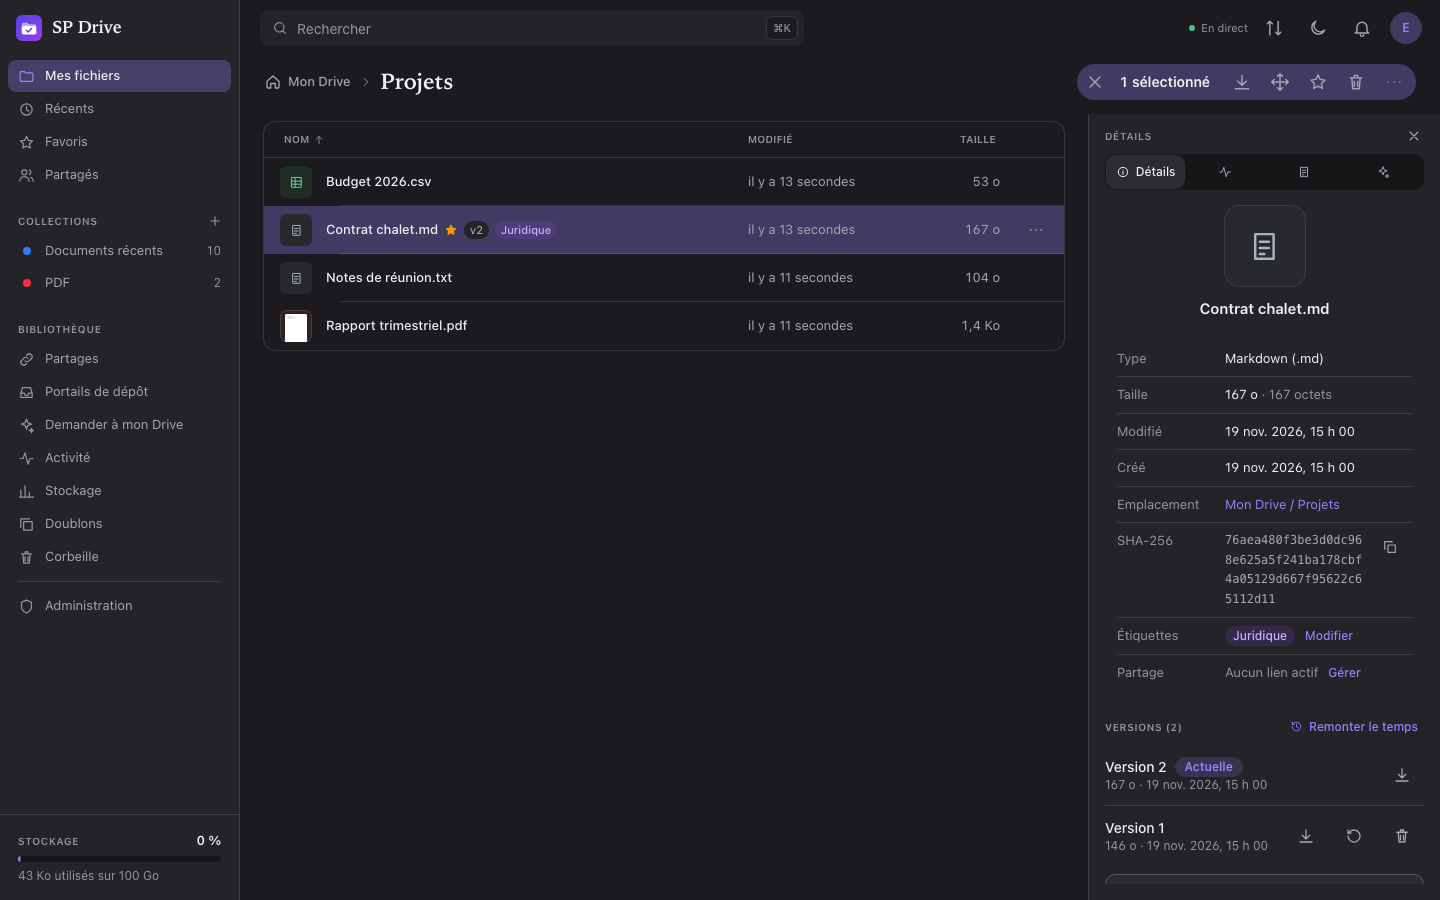 SP Drive
Rechercher
⌘K
En direct
E
Mes fichiers
Récents
Favoris
Partagés
COLLECTIONS
Documents récents 10
PDF 2
BIBLIOTHÈQUE
Partages
Portails de dépôt
Demander à mon Drive
Activité
Stockage
Doublons
Corbeille
Administration
STOCKAGE 0 %
43 Ko utilisés sur 100 Go
Mon Drive > Projets
1 sélectionné
NOM ↑ MODIFIÉ TAILLE
Budget 2026.csv il y a 13 secondes 53 o
Contrat chalet.md v2 Juridique il y a 13 secondes 167 o
Notes de réunion.txt il y a 11 secondes 104 o
Rapport trimestriel.pdf il y a 11 secondes 1,4 Ko
DÉTAILS
Détails
Contrat chalet.md
Type Markdown (.md)
Taille 167 o · 167 octets
Modifié 19 nov. 2026, 15 h 00
Créé 19 nov. 2026, 15 h 00
Emplacement Mon Drive / Projets
SHA-256 76aea480f3be3d0dc96
8e625a5f241ba178cbf
4a05129d667f95622c6
5112d11
Étiquettes Juridique Modifier
Partage Aucun lien actif Gérer
VERSIONS (2) Remonter le temps
Version 2 Actuelle
167 o · 19 nov. 2026, 15 h 00
Version 1
146 o · 19 nov. 2026, 15 h 00